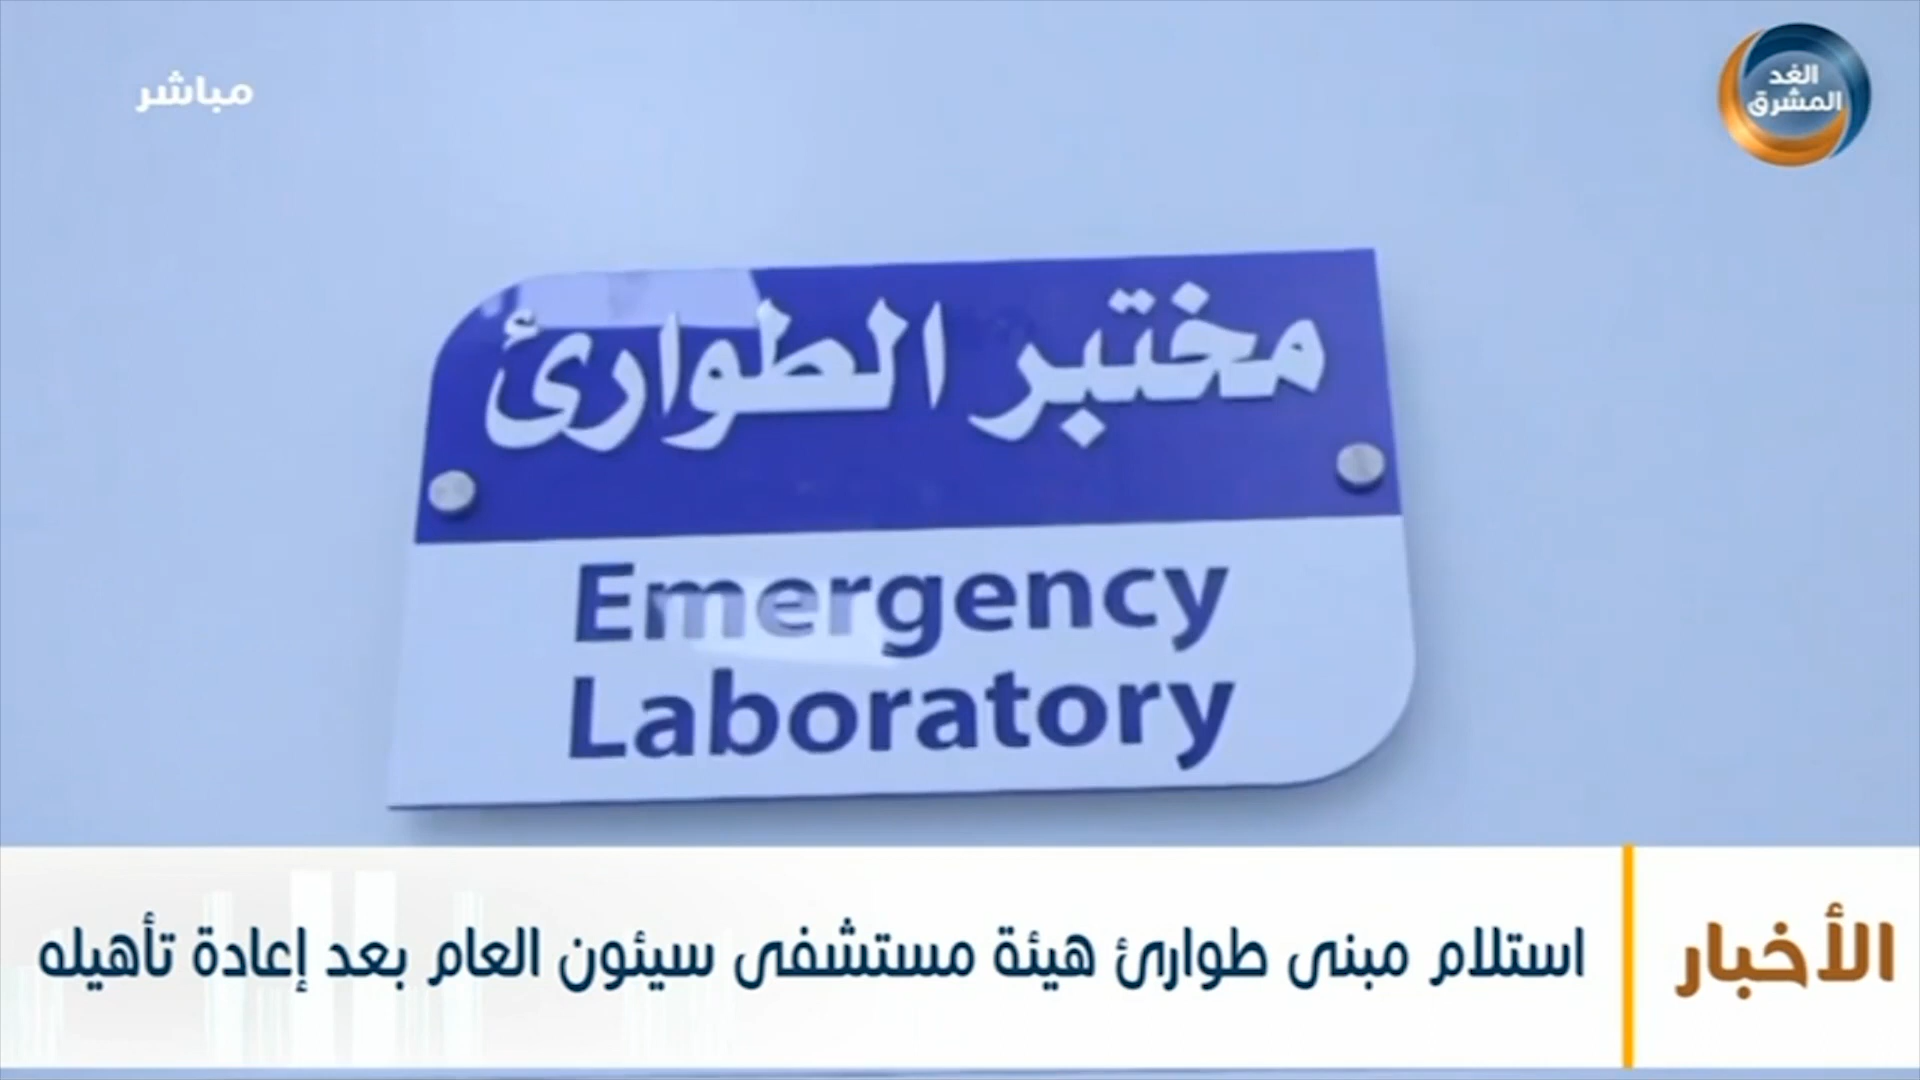 الغد
المشرق
مباشر
مختبر الطوارئ
Emergency
Laboratory
الأخبار
استلام مبنى طوارئ هيئة مستشفى سيئون العام بعد إعادة تأهيله